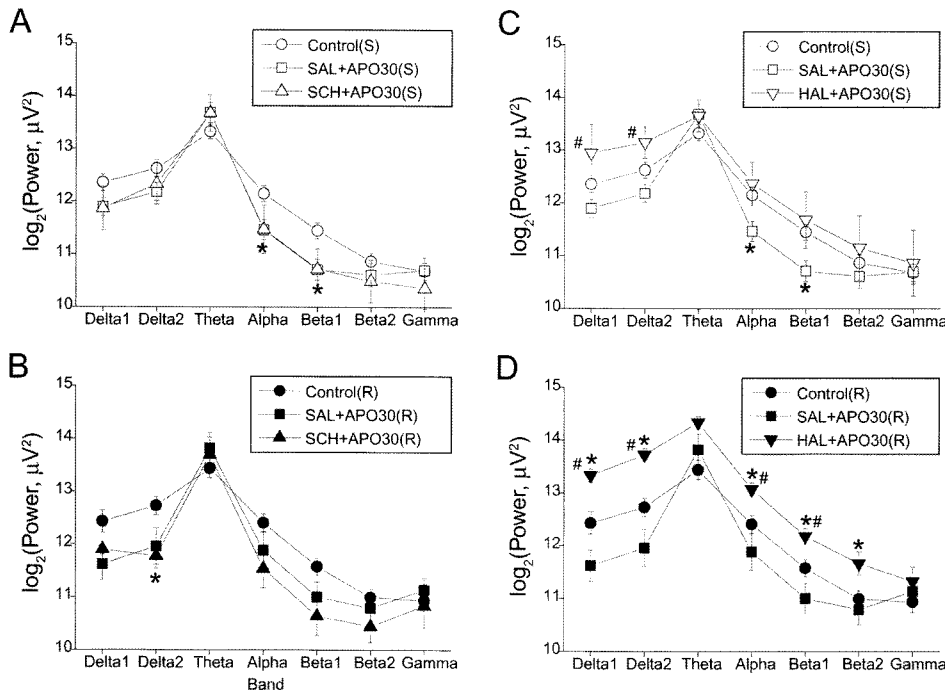 A
log2(Power, µV²)
15
14
13
12
11
10
Control(S)
SAL+APO30(S)
SCH+APO30(S)
*
*
Delta1 Delta2 Theta Alpha Beta1 Beta2 Gamma
C
log2(Power, µV²)
15
14
13
12
11
10
Control(S)
SAL+APO30(S)
HAL+APO30(S)
#
#
*
*
Delta1 Delta2 Theta Alpha Beta1 Beta2 Gamma
B
log2(Power, µV²)
15
14
13
12
11
10
Control(R)
SAL+APO30(R)
SCH+APO30(R)
*
Delta1 Delta2 Theta Alpha Beta1 Beta2 Gamma
Band
D
log2(Power, µV²)
15
14
13
12
11
10
Control(R)
SAL+APO30(R)
HAL+APO30(R)
# *
# *
* #
* #
*
Delta1 Delta2 Theta Alpha Beta1 Beta2 Gamma